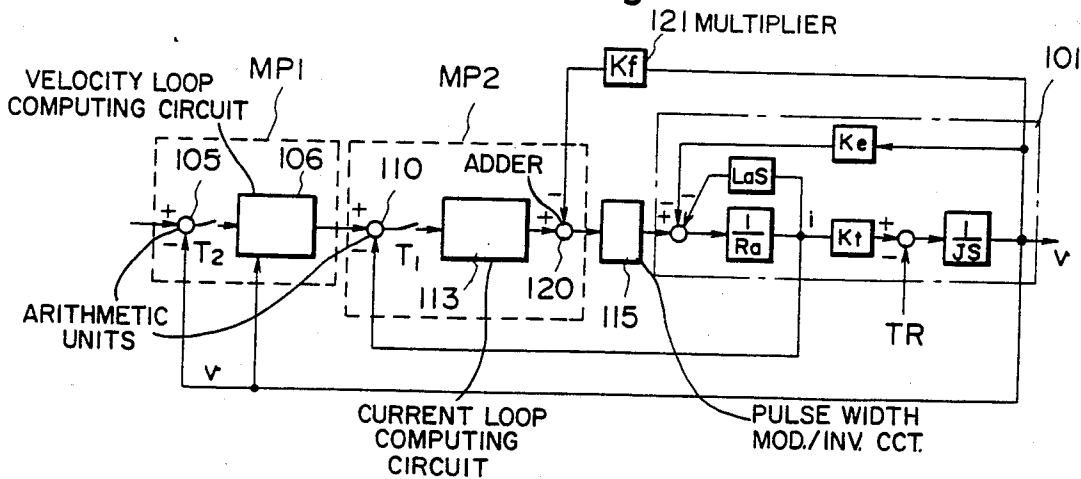 g
121 MULTIPLIER
101
Kf
VELOCITY LOOP
COMPUTING CIRCUIT
MP1
MP2
Ke
105
106
110
ADDER
LaS
+
-
T2
+
-
T1
113
+
-
120
115
+
-
-
1
Ra
i
Kt
+
-
1
JS
v
TR
ARITHMETIC
UNITS
v
CURRENT LOOP
COMPUTING
CIRCUIT
PULSE WIDTH
MOD./INV. CCT.